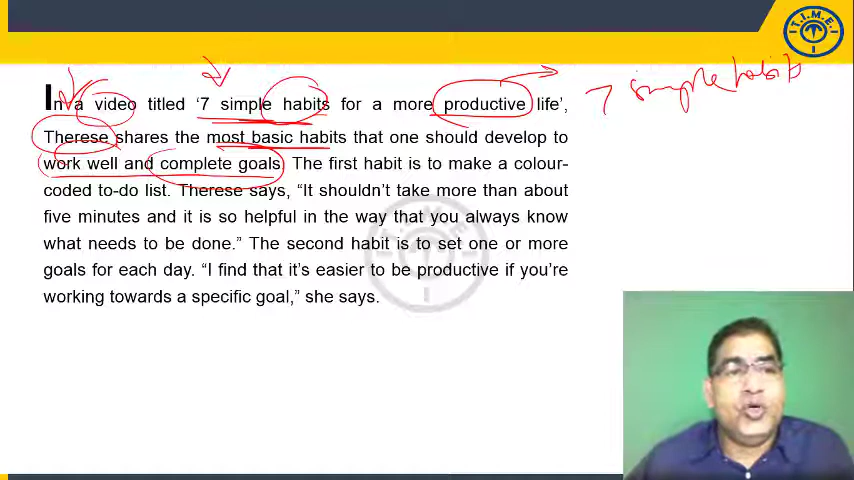 I.T.I.M.E.I
In a video titled ‘7 simple habits for a more productive life’,
7 simple habits
Therese shares the most basic habits that one should develop to
work well and complete goals. The first habit is to make a colour-
coded to-do list. Therese says, “It shouldn’t take more than about
five minutes and it is so helpful in the way that you always know
what needs to be done.” The second habit is to set one or more
goals for each day. “I find that it’s easier to be productive if you’re
working towards a specific goal,” she says.